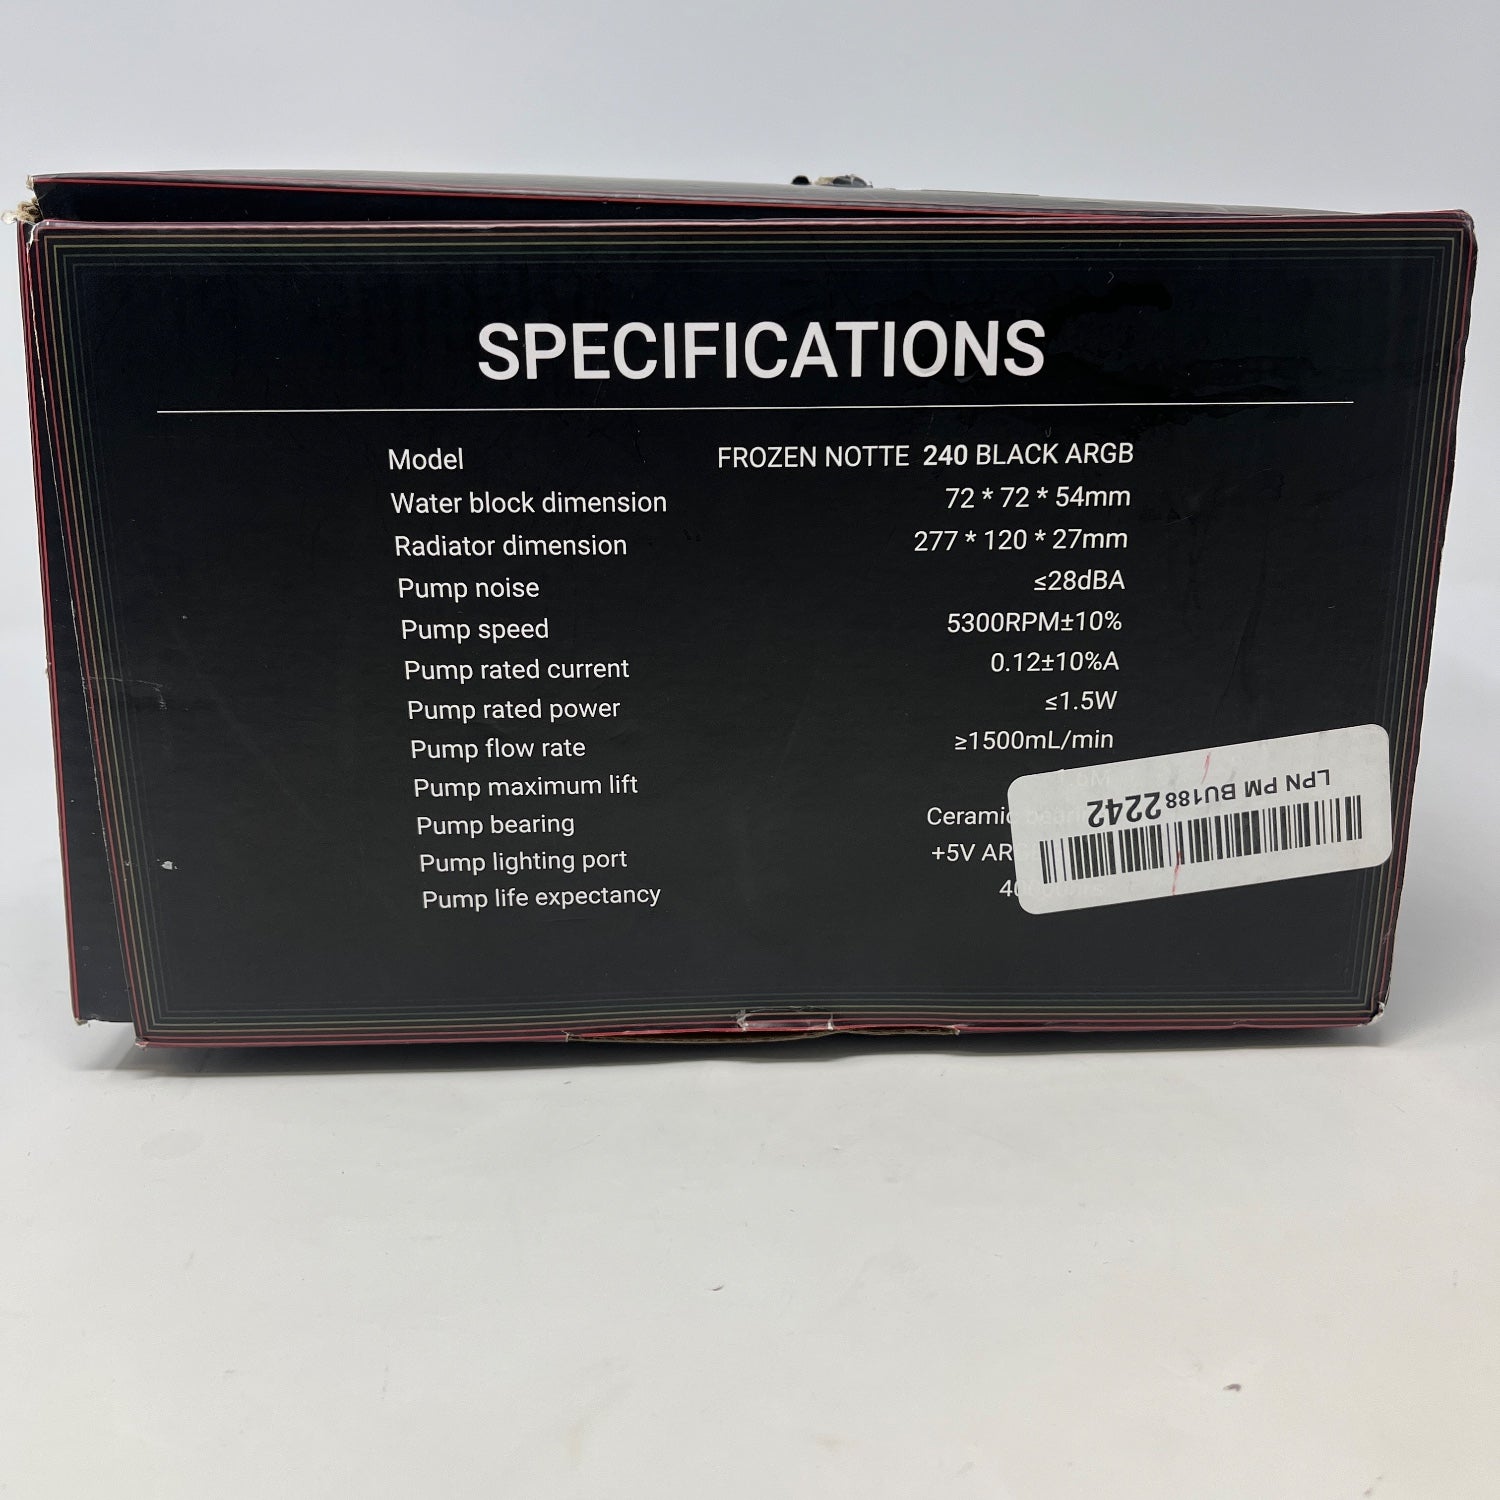 SPECIFICATIONS
Model FROZEN NOTTE 240 BLACK ARGB
Water block dimension 72 * 72 * 54mm
Radiator dimension 277 * 120 * 27mm
Pump noise ≤28dBA
Pump speed 5300RPM±10%
Pump rated current 0.12±10%A
Pump rated power ≤1.5W
Pump flow rate ≥1500mL/min
Pump maximum lift
Pump bearing Ceramic
Pump lighting port +5V
Pump life expectancy
LPN PM BU188 2242